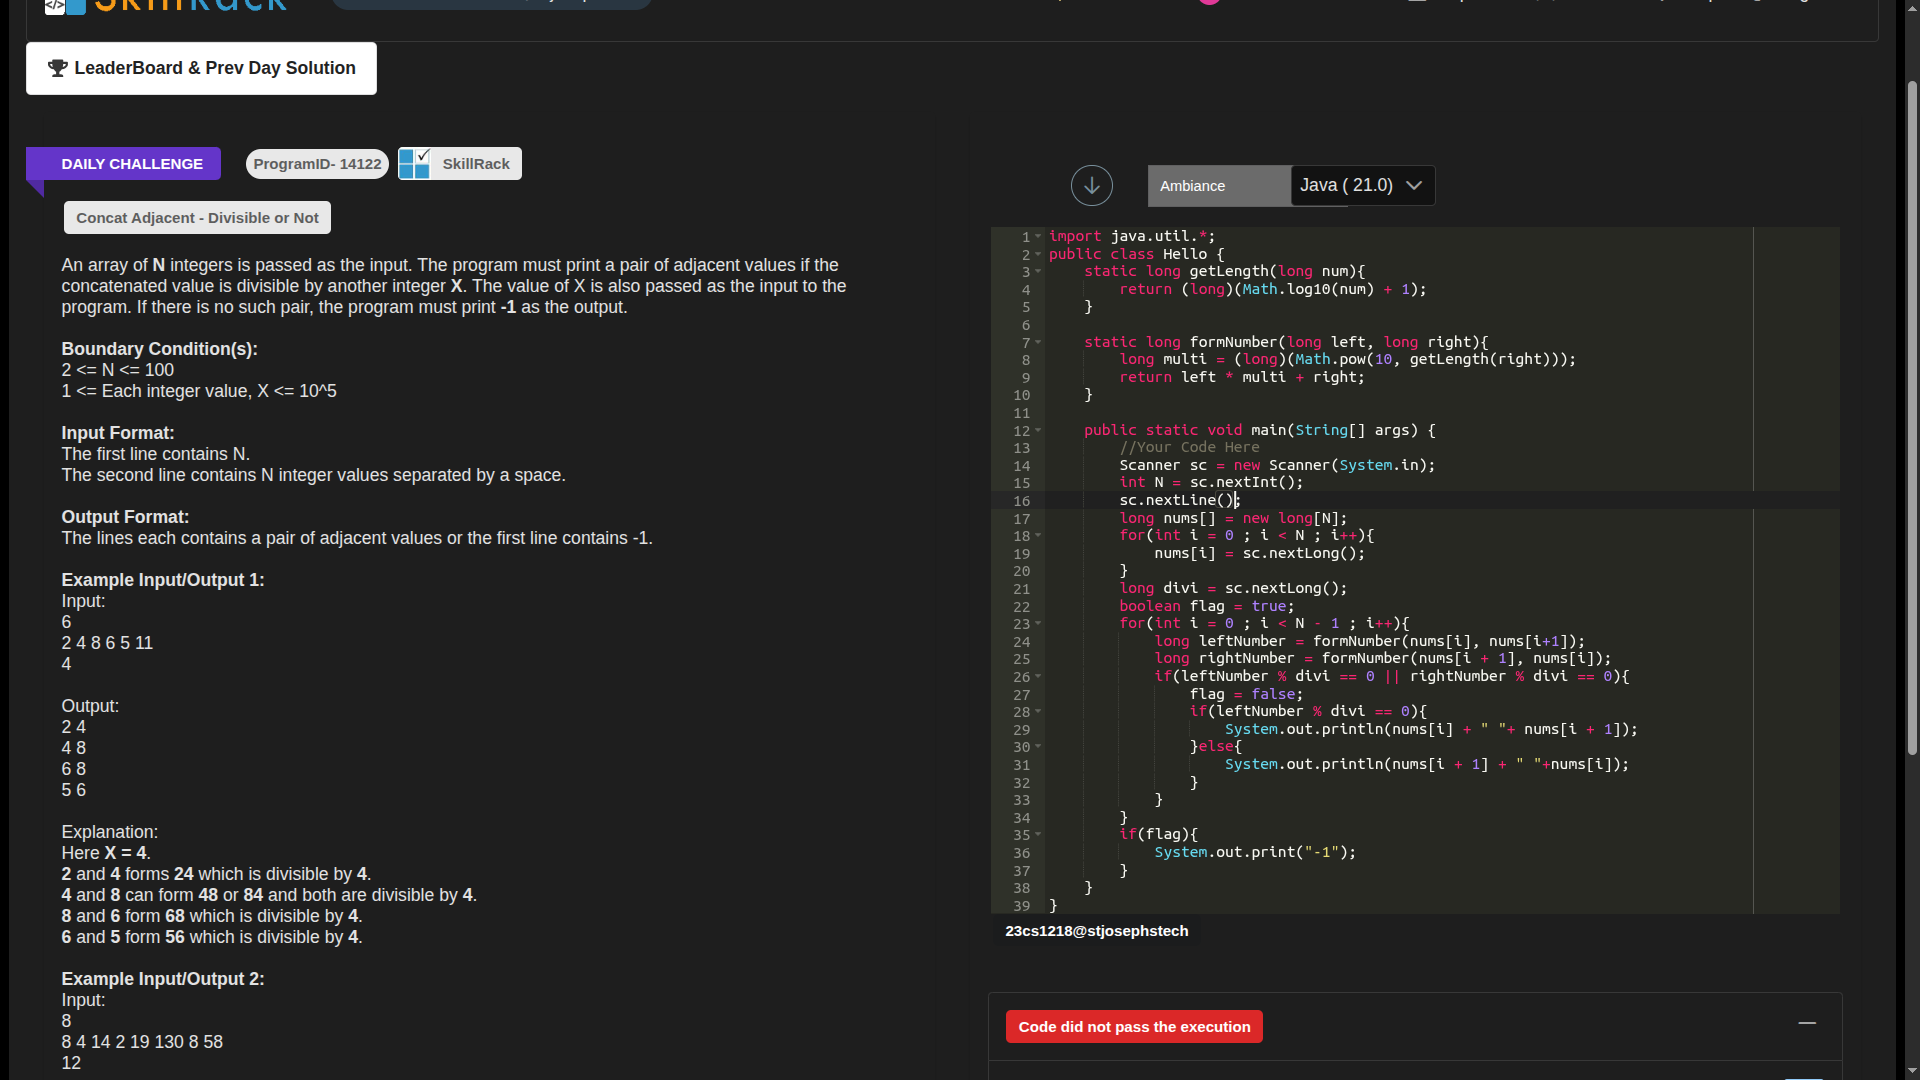 SkillRack
LeaderBoard & Prev Day Solution
DAILY CHALLENGE
ProgramID- 14122
SkillRack
Concat Adjacent - Divisible or Not
An array of N integers is passed as the input. The program must print a pair of adjacent values if the
concatenated value is divisible by another integer X. The value of X is also passed as the input to the
program. If there is no such pair, the program must print -1 as the output.
Boundary Condition(s):
2 <= N <= 100
1 <= Each integer value, X <= 10^5
Input Format:
The first line contains N.
The second line contains N integer values separated by a space.
Output Format:
The lines each contains a pair of adjacent values or the first line contains -1.
Example Input/Output 1:
Input:
6
2 4 8 6 5 11
4
Output:
2 4
4 8
6 8
5 6
Explanation:
Here X = 4.
2 and 4 forms 24 which is divisible by 4.
4 and 8 can form 48 or 84 and both are divisible by 4.
8 and 6 form 68 which is divisible by 4.
6 and 5 form 56 which is divisible by 4.
Example Input/Output 2:
Input:
8
8 4 14 2 19 130 8 58
12
Ambiance
Java ( 21.0)
1 import java.util.*;
2 public class Hello {
3     static long getLength(long num){
4         return (long)(Math.log10(num) + 1);
5     }
6
7     static long formNumber(long left, long right){
8         long multi = (long)(Math.pow(10, getLength(right)));
9         return left * multi + right;
10     }
11
12     public static void main(String[] args) {
13         //Your Code Here
14         Scanner sc = new Scanner(System.in);
15         int N = sc.nextInt();
16         sc.nextLine();
17         long nums[] = new long[N];
18         for(int i = 0 ; i < N ; i++){
19             nums[i] = sc.nextLong();
20         }
21         long divi = sc.nextLong();
22         boolean flag = true;
23         for(int i = 0 ; i < N - 1 ; i++){
24             long leftNumber = formNumber(nums[i], nums[i+1]);
25             long rightNumber = formNumber(nums[i + 1], nums[i]);
26             if(leftNumber % divi == 0 || rightNumber % divi == 0){
27                 flag = false;
28                 if(leftNumber % divi == 0){
29                     System.out.println(nums[i] + " "+ nums[i + 1]);
30                 }else{
31                     System.out.println(nums[i + 1] + " "+nums[i]);
32                 }
33             }
34         }
35         if(flag){
36             System.out.print("-1");
37         }
38     }
39 }
23cs1218@stjosephstech
Code did not pass the execution